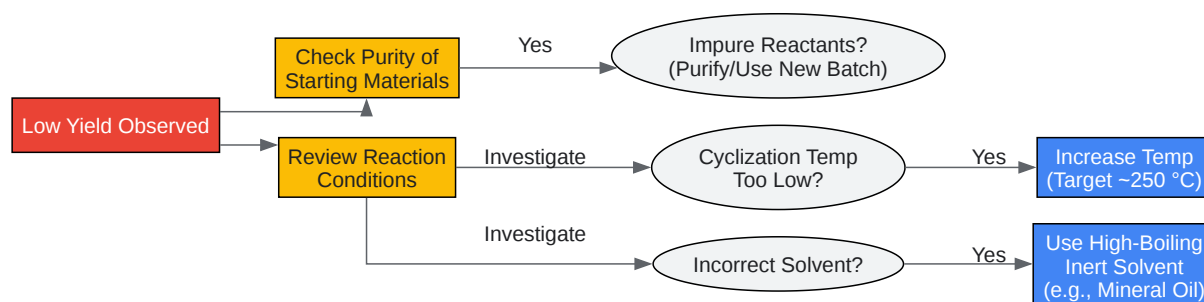 Low Yield Observed
Check Purity of
Starting Materials
Yes
Impure Reactants?
(Purify/Use New Batch)
Review Reaction
Conditions
Investigate
Cyclization Temp
Too Low?
Yes
Increase Temp
(Target ~250 °C)
Investigate
Incorrect Solvent?
Yes
Use High-Boiling
Inert Solvent
(e.g., Mineral Oil)